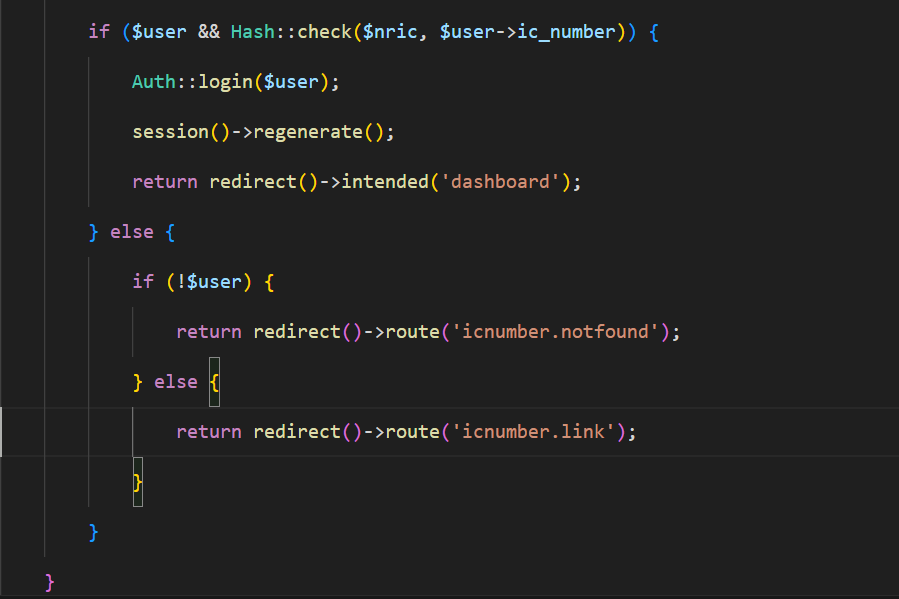 if ($user && Hash::check($nric, $user->ic_number)) {
Auth::login($user);
session()->regenerate();
return redirect()->intended('dashboard');
} else {
if (!$user) {
return redirect()->route('icnumber.notfound');
} else {
return redirect()->route('icnumber.link');
}
}
}